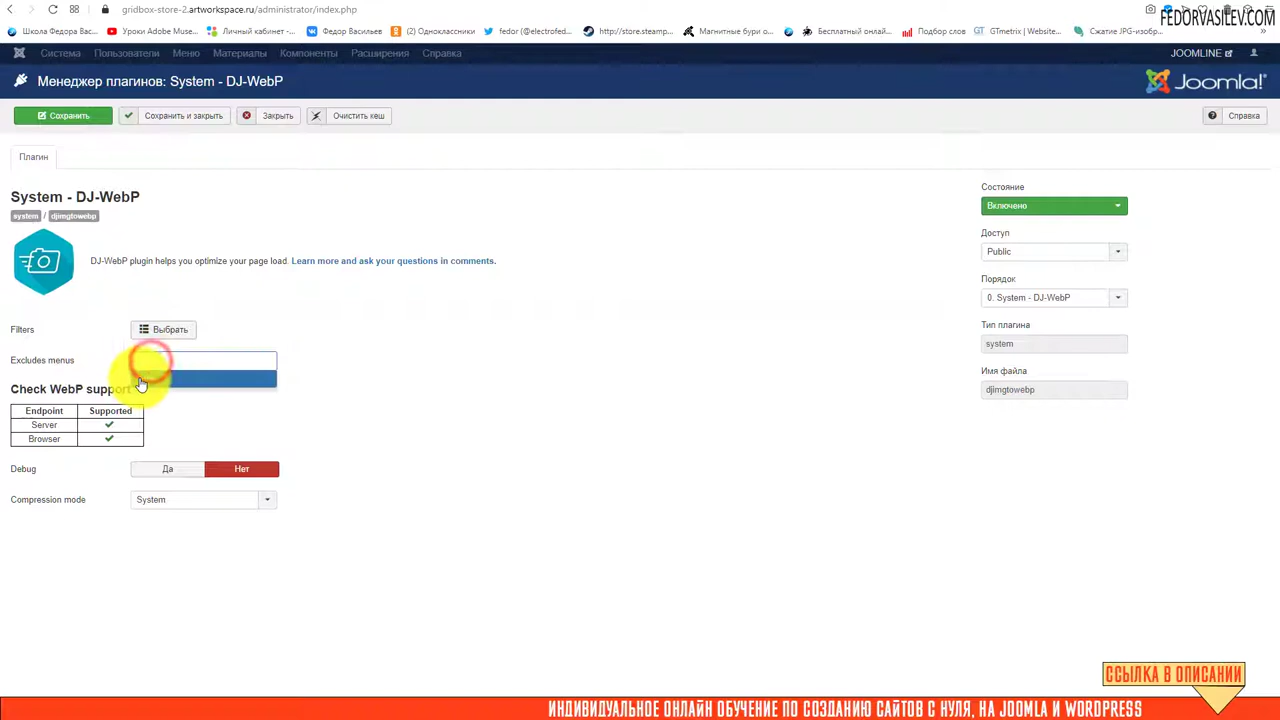 gridbox-store-2.artworkspace.ru/administrator/index.php
FEDORVASILEV.COM
Школа Федора Вас...
Уроки Adobe Muse...
Личный кабинет -...
Федор Васильев
(2) Одноклассники
fedor (@electrofed...
http://store.steamp...
Магнитные бури о...
Бесплатный онлай...
Подбор слов
GTmetrix | Website...
Сжатие JPG-изобр...
Система
Пользователи
Меню
Материалы
Компоненты
Расширения
Справка
JOOMLINE
Менеджер плагинов: System - DJ-WebP
Joomla!
Сохранить
Сохранить и закрыть
Закрыть
Очистить кеш
Справка
Плагин
System - DJ-WebP
system / djimgtowebp
DJ-WebP plugin helps you optimize your page load. Learn more and ask your questions in comments.
Состояние
Включено
Доступ
Public
Порядок
0. System - DJ-WebP
Тип плагина
system
Имя файла
djimgtowebp
Filters
Выбрать
Excludes menus
Check WebP support
Endpoint Supported
Server
Browser
Debug
Да
Нет
Compression mode
System
ССЫЛКА В ОПИСАНИИ
ИНДИВИДУАЛЬНОЕ ОНЛАЙН ОБУЧЕНИЕ ПО СОЗДАНИЮ САЙТОВ С НУЛЯ, НА JOOMLA И WORDPRESS